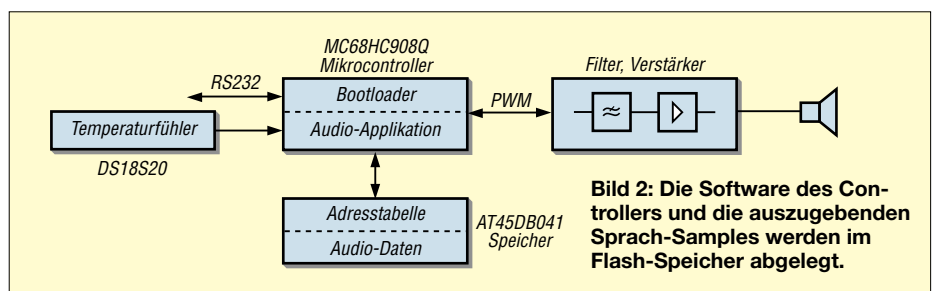 MC68HC908Q
Mikrocontroller
Filter, Verstärker
RS232
Bootloader
PWM
Temperaturfühler
Audio-Applikation
DS18S20
Adresstabelle
AT45DB041
Speicher
Audio-Daten
Bild 2: Die Software des Con-
trollers und die auszugebenden
Sprach-Samples werden im
Flash-Speicher abgelegt.